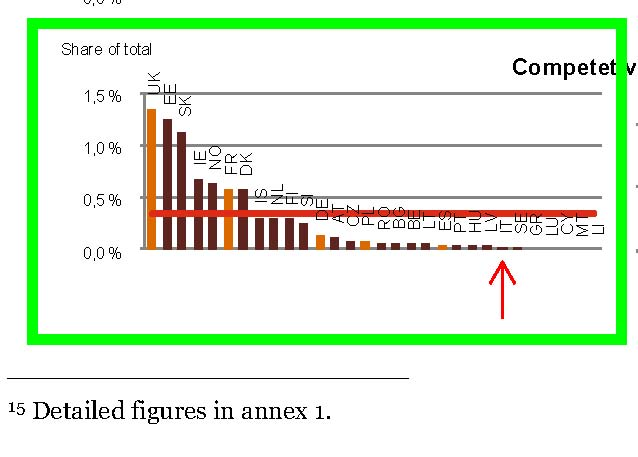 Share of total
Competetiv
1,5 %
1,0 %
0,5 %
0,0 %
UK
EE
SK
IE
NO
FR
DK
IS
NL
FI
SI
DE
AT
CZ
PL
RO
BG
BE
LT
ES
PT
HU
LV
IT
SE
GR
LU
CY
MT
LI
15 Detailed figures in annex 1.